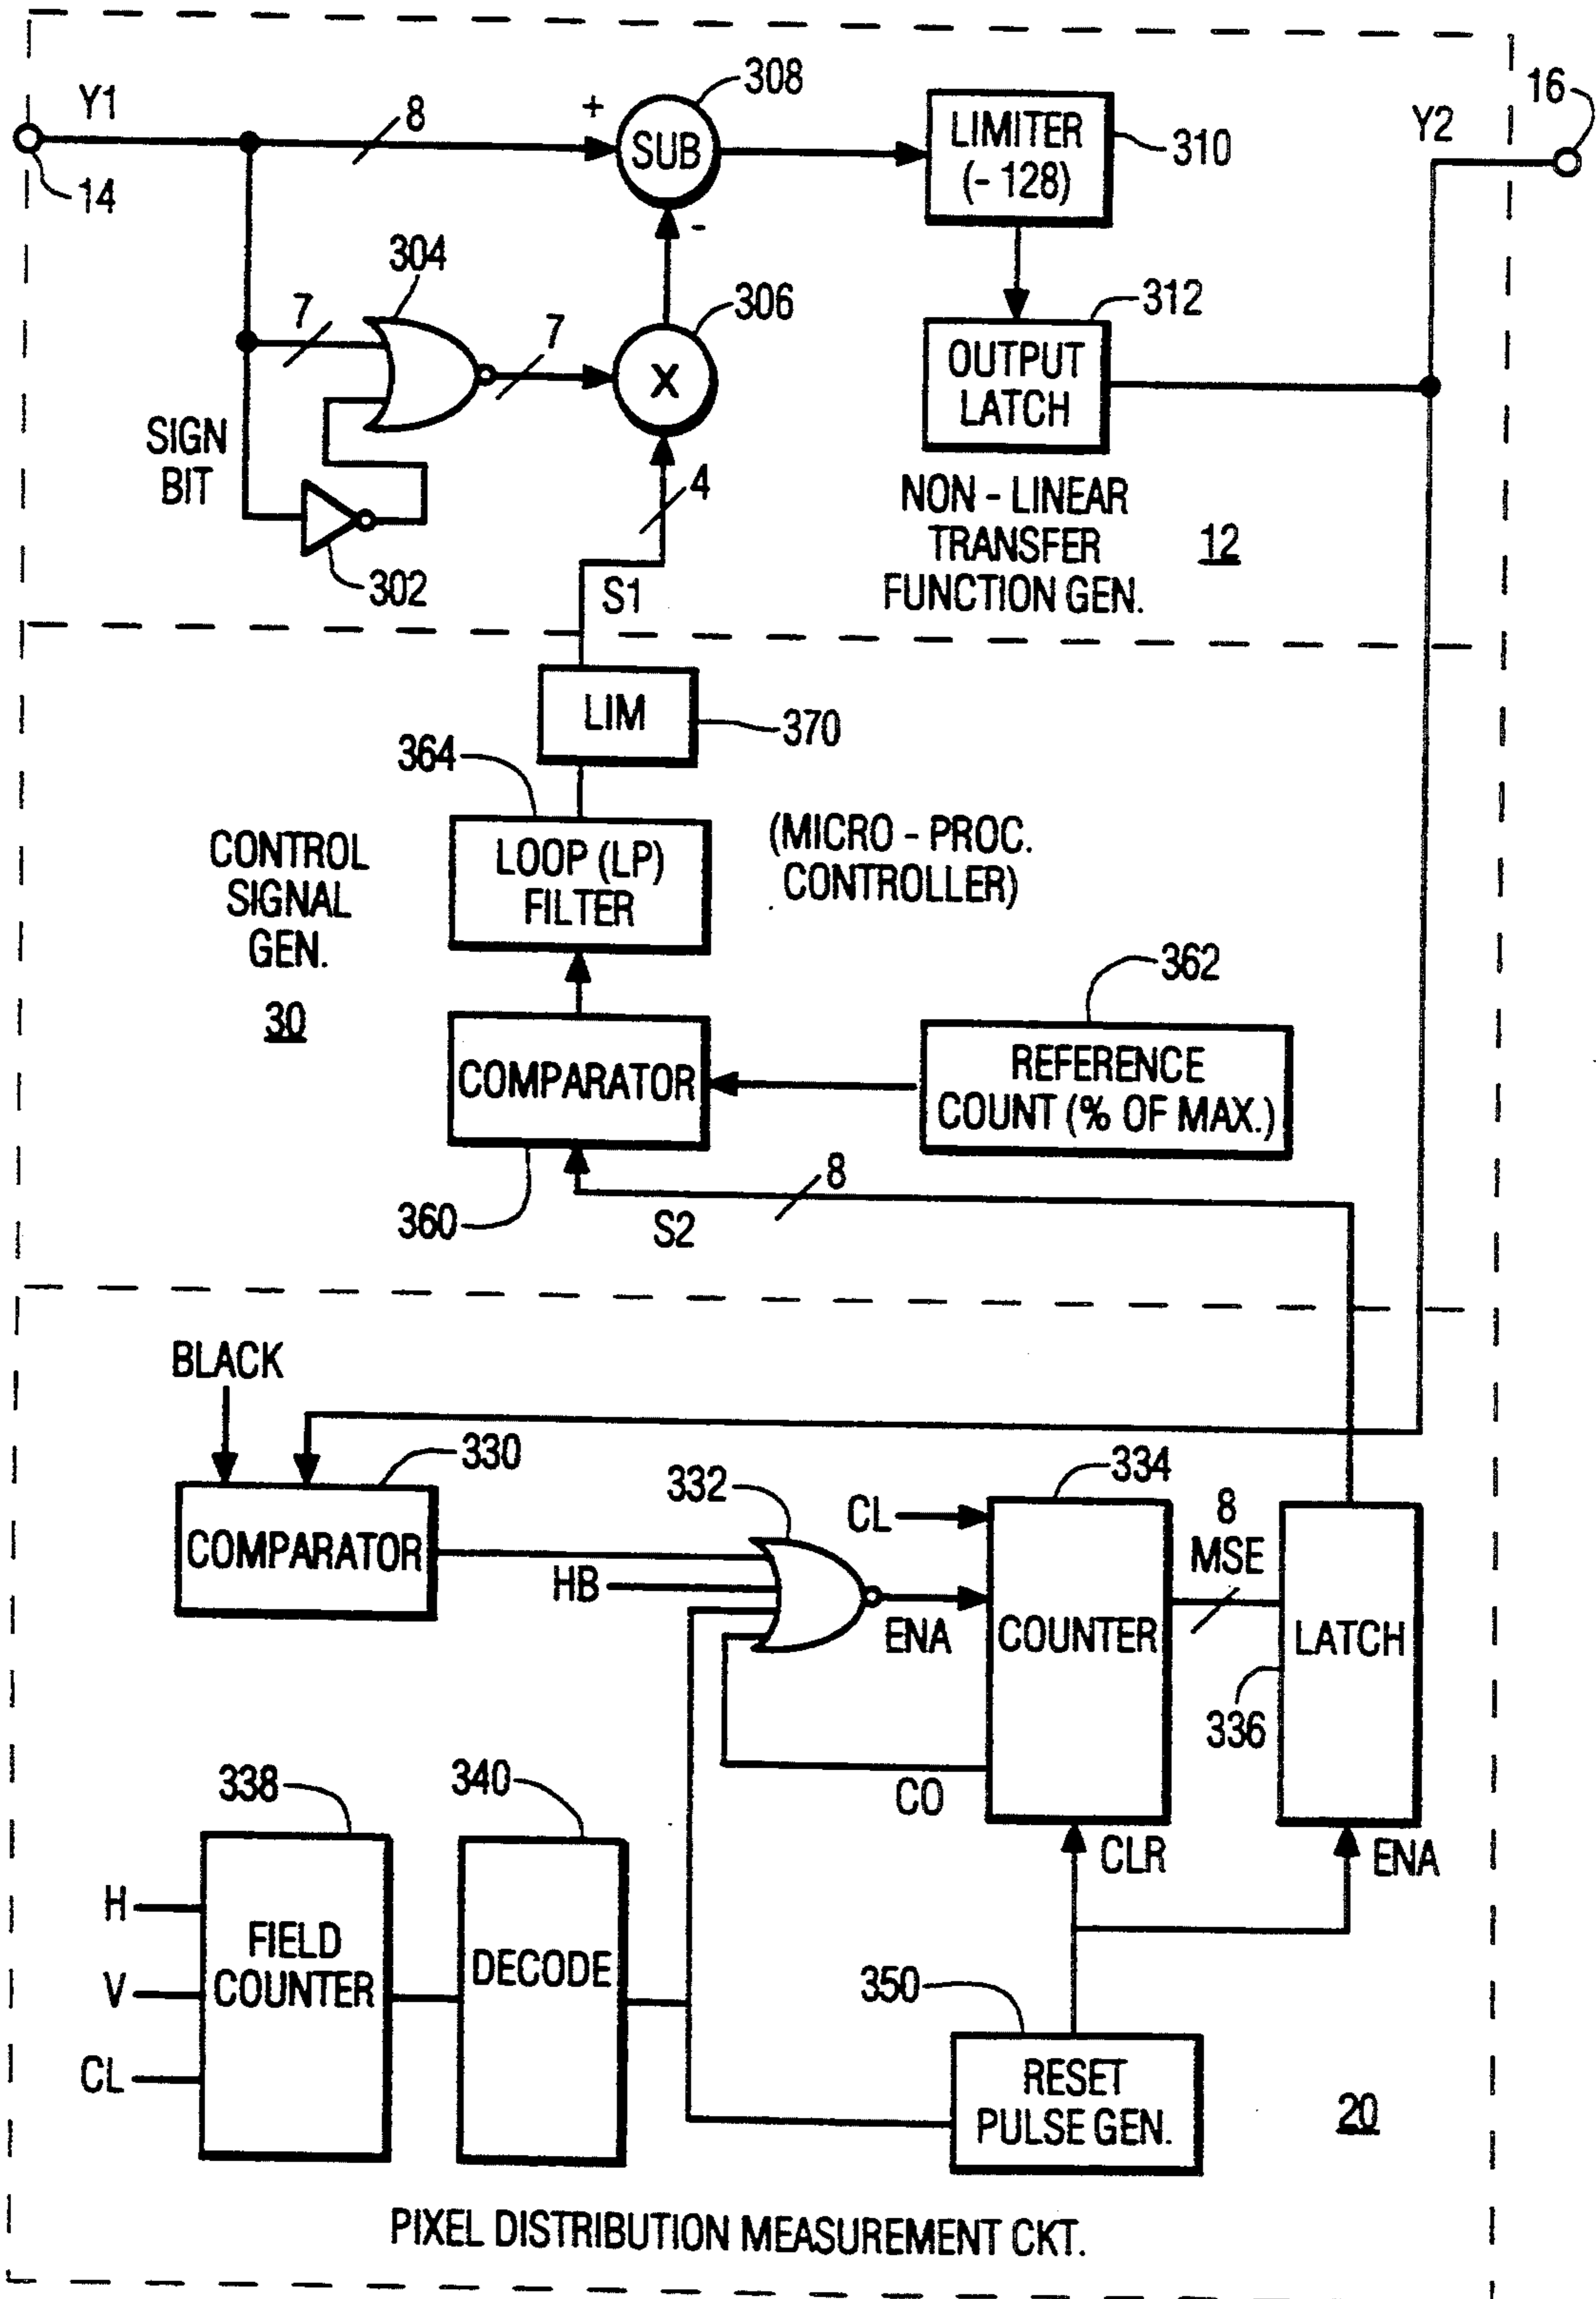 308
16
Y1
8
+
SUB
LIMITER
(- 128)
310
Y2
14
-
304
7
7
306
X
312
OUTPUT
LATCH
SIGN
BIT
4
NON - LINEAR
TRANSFER
FUNCTION GEN.
12
302
S1
LIM
370
364
LOOP (LP)
FILTER
(MICRO - PROC.
CONTROLLER)
CONTROL
SIGNAL
GEN.
30
362
COMPARATOR
REFERENCE
COUNT (% OF MAX.)
360
8
S2
BLACK
330
COMPARATOR
332
HB
CL
334
ENA
COUNTER
8
MSE
LATCH
336
CO
CLR
ENA
338
340
H
V
CL
FIELD
COUNTER
DECODE
350
RESET
PULSE GEN.
20
PIXEL DISTRIBUTION MEASUREMENT CKT.